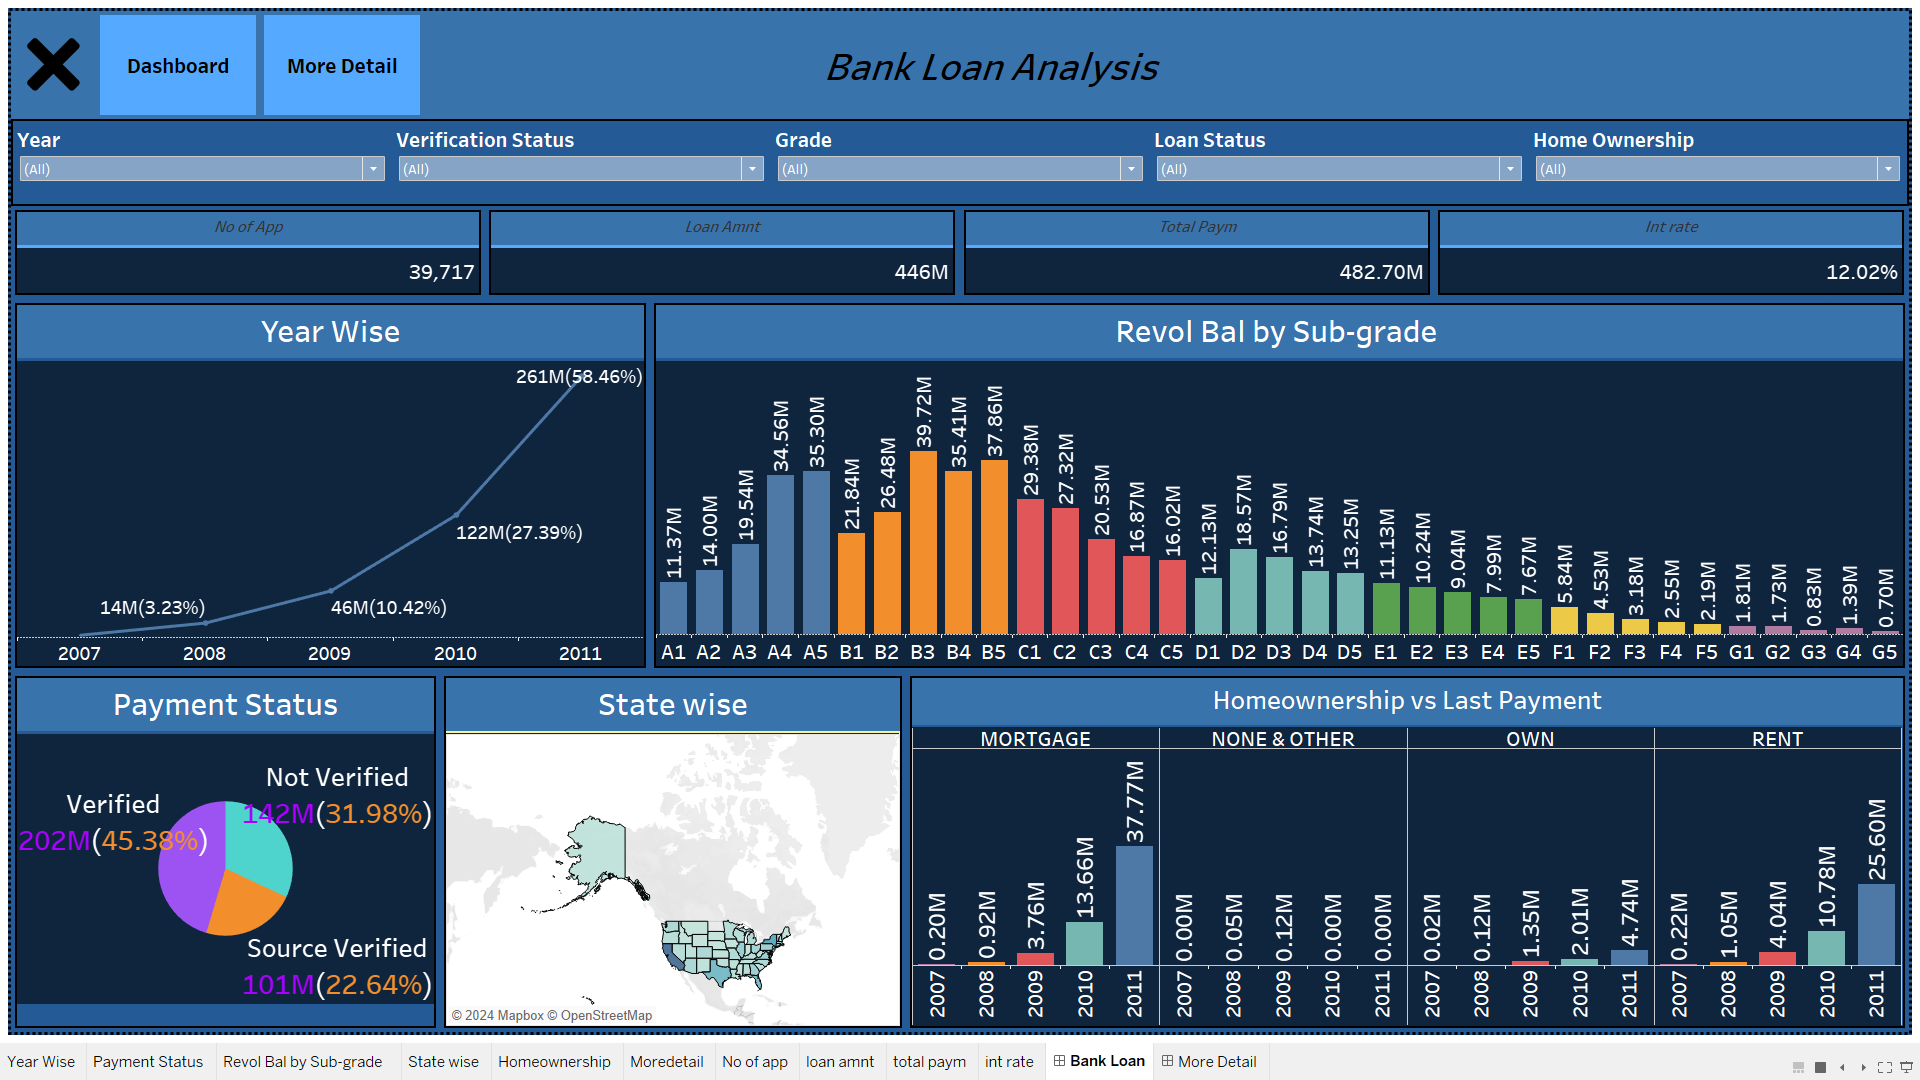 Dashboard
More Detail
Bank Loan Analysis
Year
Verification Status
Grade
Loan Status
Home Ownership
(All)
(All)
(All)
(All)
(All)
No of App
Loan Amnt
Total Paym
Int rate
39,717
446M
482.70M
12.02%
Year Wise
261M(58.46%)
122M(27.39%)
14M(3.23%)
46M(10.42%)
2007 2008 2009 2010 2011
Revol Bal by Sub-grade
11.37M 14.00M 19.54M 34.56M 35.30M 21.84M 26.48M 39.72M 35.41M 37.86M 29.38M 27.32M 20.53M 16.87M 16.02M 12.13M 18.57M 16.79M 13.74M 13.25M 11.13M 10.24M 9.04M 7.99M 7.67M 5.84M 4.53M 3.18M 2.55M 2.19M 1.81M 1.73M 0.83M 1.39M 0.70M
A1 A2 A3 A4 A5 B1 B2 B3 B4 B5 C1 C2 C3 C4 C5 D1 D2 D3 D4 D5 E1 E2 E3 E4 E5 F1 F2 F3 F4 F5 G1 G2 G3 G4 G5
Payment Status
Not Verified
142M(31.98%)
Verified
202M(45.38%)
Source Verified
101M(22.64%)
State wise
© 2024 Mapbox © OpenStreetMap
Homeownership vs Last Payment
MORTGAGE
NONE & OTHER
OWN
RENT
0.20M 0.92M 3.76M 13.66M 37.77M 0.00M 0.05M 0.12M 0.00M 0.00M 0.02M 0.12M 1.35M 2.01M 4.74M 0.22M 1.05M 4.04M 10.78M 25.60M
2007 2008 2009 2010 2011 2007 2008 2009 2010 2011 2007 2008 2009 2010 2011 2007 2008 2009 2010 2011
Year Wise
Payment Status
Revol Bal by Sub-grade
State wise
Homeownership
Moredetail
No of app
loan amnt
total paym
int rate
Bank Loan
More Detail